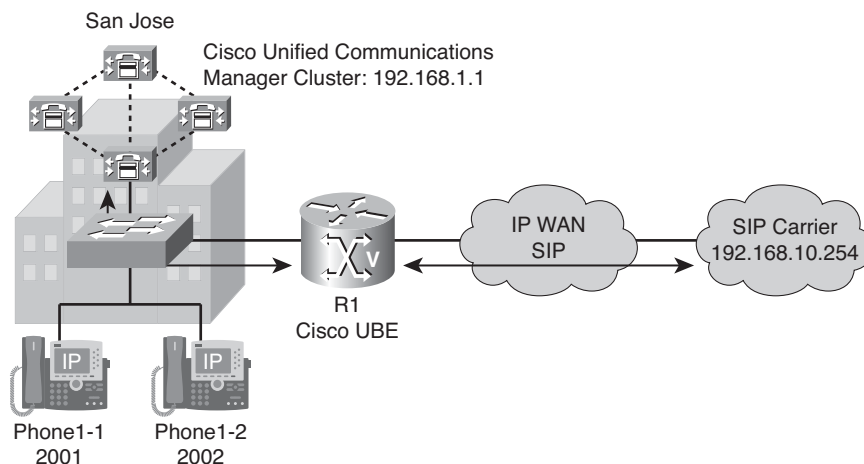 San Jose
Cisco Unified Communications
Manager Cluster: 192.168.1.1
IP WAN
SIP
SIP Carrier
192.168.10.254
V
R1
Cisco UBE
IP
IP
Phone1-1
2001
Phone1-2
2002